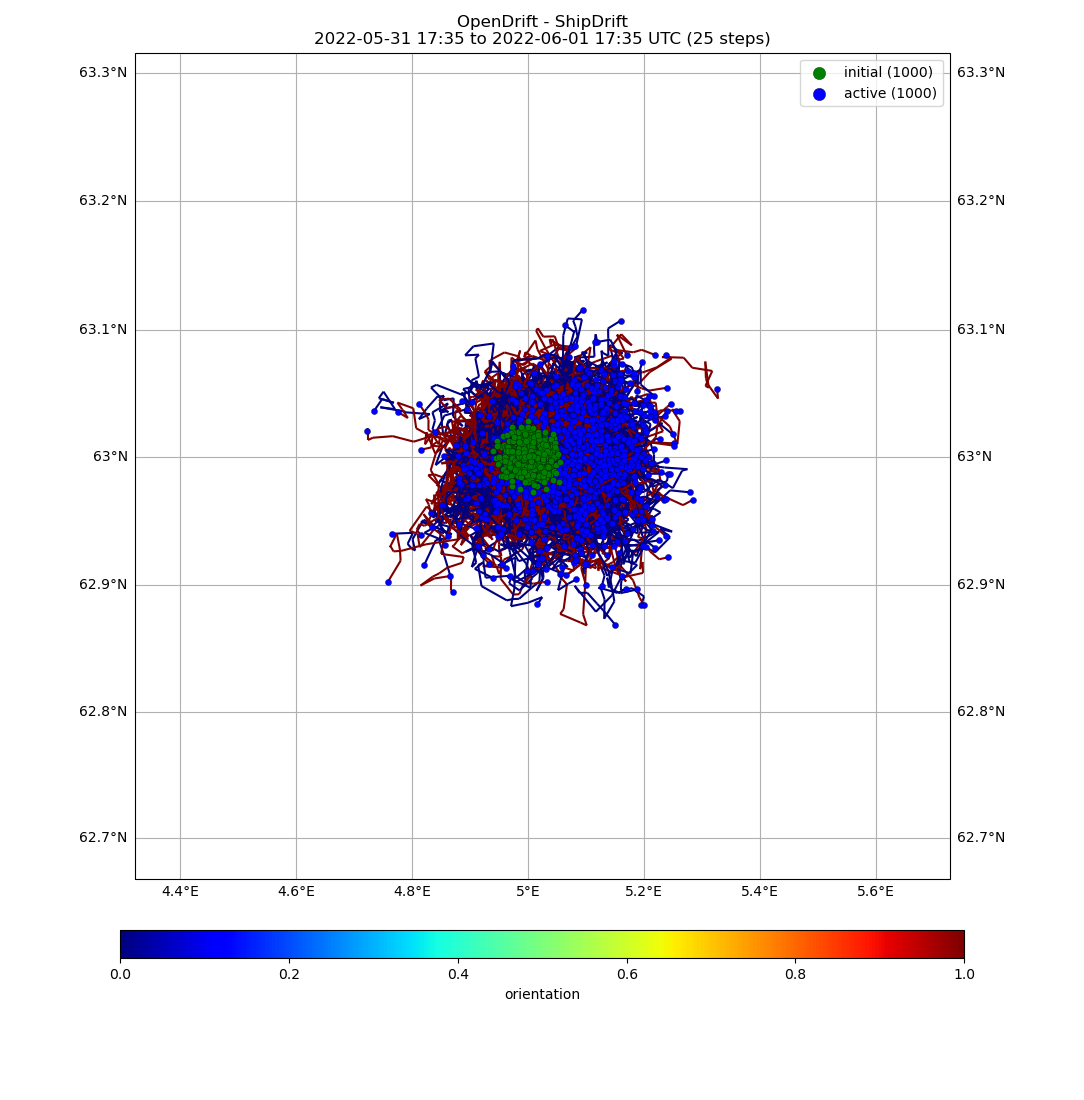 OpenDrift - ShipDrift
2022-05-31 17:35 to 2022-06-01 17:35 UTC (25 steps)
initial (1000)
active (1000)
63.3°N 63.3°N
63.2°N 63.2°N
63.1°N 63.1°N
63°N 63°N
62.9°N 62.9°N
62.8°N 62.8°N
62.7°N 62.7°N
4.4°E 4.6°E 4.8°E 5°E 5.2°E 5.4°E 5.6°E
0.0 0.2 0.4 0.6 0.8 1.0
orientation